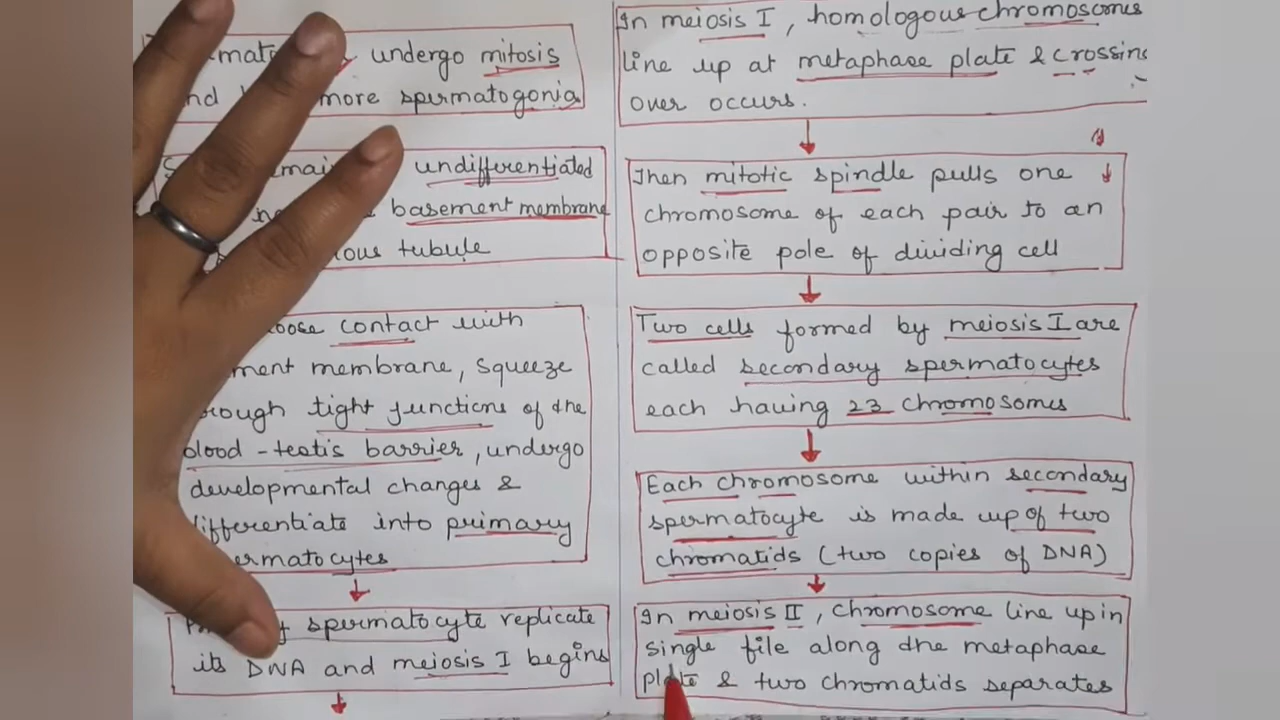 undergo mitosis
more spermatogonia
undifferentiated
basement membrane
tubule
contact with
membrane, squeeze
tight junctions of the
blood-testis barrier, undergo
developmental changes &
differentiate into primary
spermatocyte replicate
its DNA and meiosis I begins
In meiosis I, homologous chromosomes
line up at metaphase plate & crossing
over occurs.
Then mitotic spindle pulls one
chromosome of each pair to an
opposite pole of dividing cell
Two cells formed by meiosis I are
called secondary spermatocytes
each having 23 chromosomes
Each chromosome within secondary
spermatocyte is made up of two
chromatids (two copies of DNA)
In meiosis II, chromosome line up in
single file along the metaphase
plate & two chromatids separates